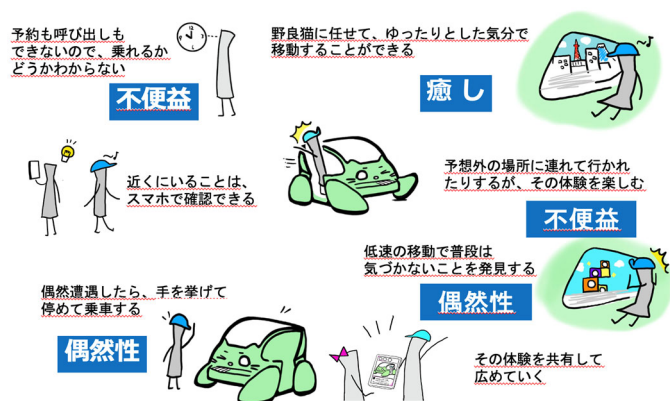 予約も呼び出しも
できないので、乗れるか
どうかわからない
不便益
近くにいることは、
スマホで確認できる
偶然遭遇したら、手を挙げて
停めて乗車する
偶然性
野良猫に任せて、ゆったりとした気分で
移動することができる
癒し
予想外の場所に連れて行かれ
たりするが、その体験を楽しむ
不便益
低速の移動で普段は
気づかないことを発見する
偶然性
その体験を共有して
広めていく